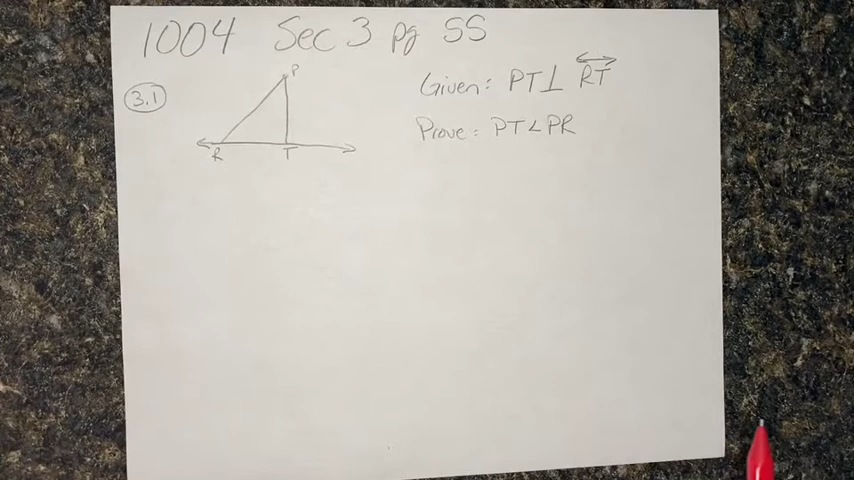 1004 Sec 3 pg 55
3.1
P
R T
Given: PT⊥ RT
Prove: PT<PR